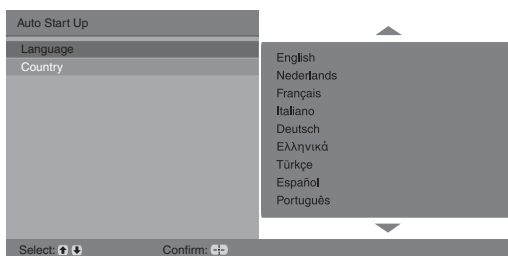 Auto Start Up
Language
Country
English
Nederlands
Français
Italiano
Deutsch
Ελληνικά
Türkçe
Español
Português
Select: Confirm: